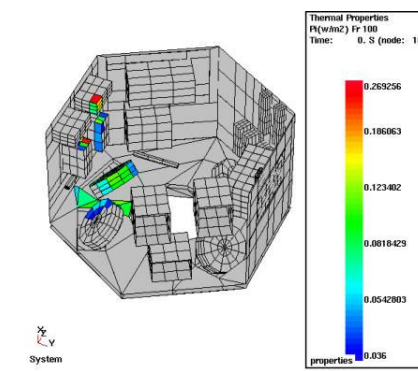 Thermal Properties
Pi(w/m2) Fr 100
Time: 0. S (node: 1
0.269256
0.186063
0.123402
0.0818429
0.0542803
0.036
properties
X
Z
Y
System